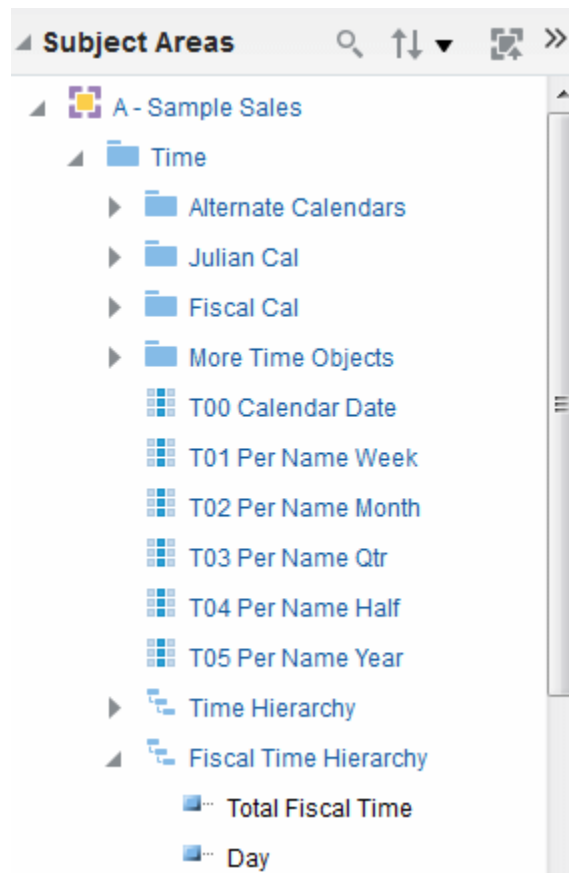 Subject Areas
A - Sample Sales
Time
Alternate Calendars
Julian Cal
Fiscal Cal
More Time Objects
T00 Calendar Date
T01 Per Name Week
T02 Per Name Month
T03 Per Name Qtr
T04 Per Name Half
T05 Per Name Year
Time Hierarchy
Fiscal Time Hierarchy
Total Fiscal Time
Day